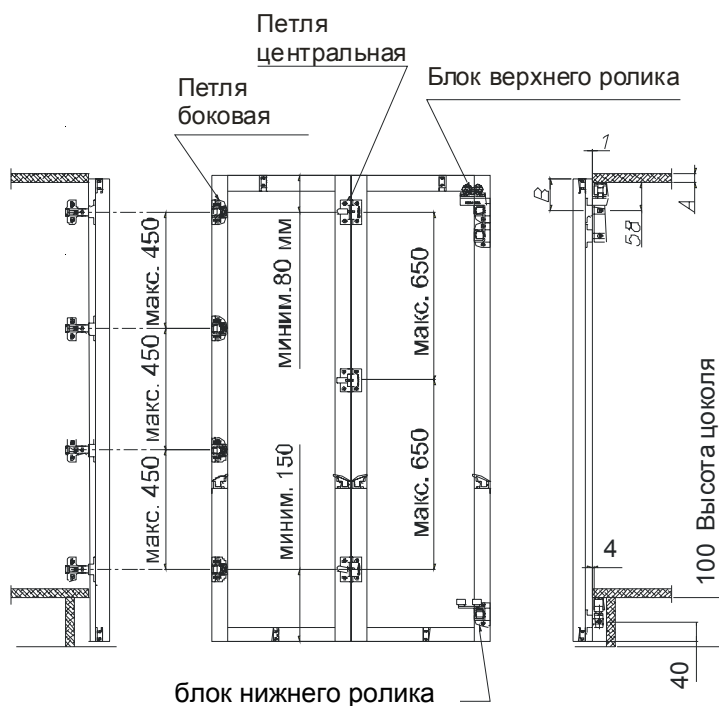 Петля
центральная
Петля
боковая
Блок верхнего ролика
1
B
A
58
макс. 450
макс. 450
макс. 450
миним.80 мм
миним. 150
макс. 650
макс. 650
4
100 Высота цоколя
40
блок нижнего ролика